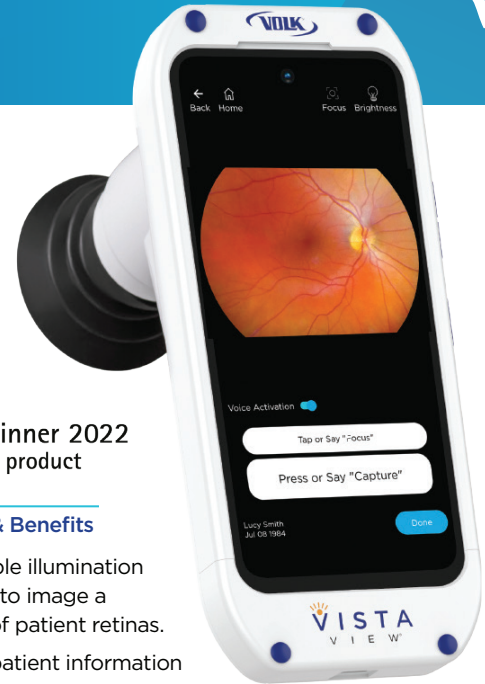 VOLK
Back Home Focus Brightness
Voice Activation
Tap or Say "Focus"
Press or Say "Capture"
Lucy Smith
Jul 08 1984
Done
VISTA
VIEW
inner 2022
product
& Benefits
ble illumination
to image a
of patient retinas.
patient information